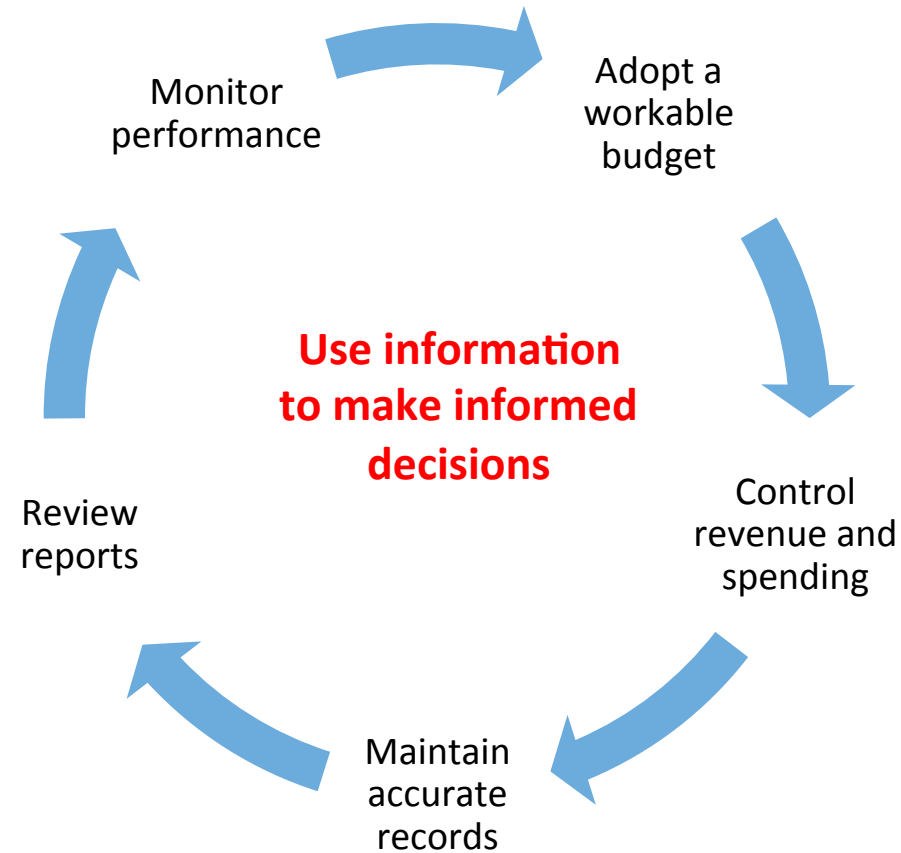 Monitor
performance
Adopt a
workable
budget
Use information
to make informed
decisions
Control
revenue and
spending
Review
reports
Maintain
accurate
records